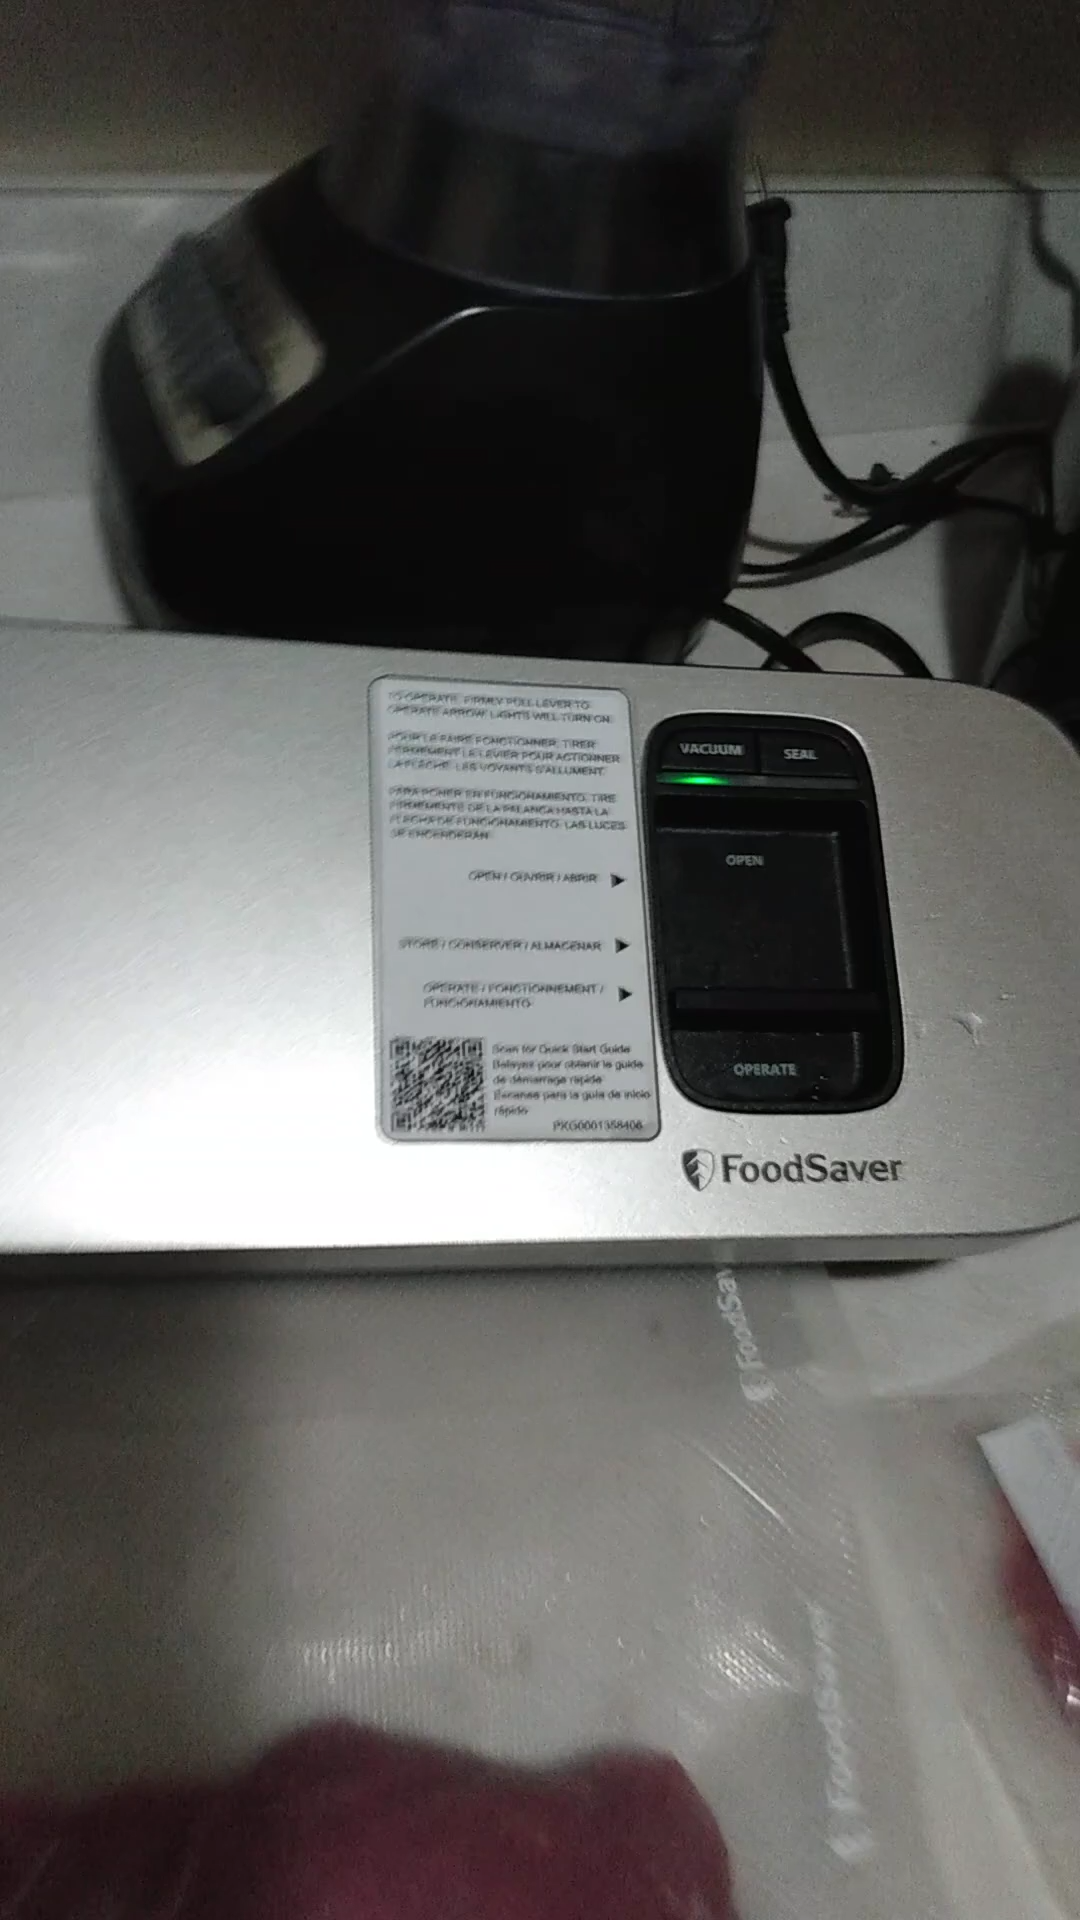 TO OPERATE, FIRMLY PULL LEVER TO
OPERATE ARROW. LIGHTS WILL TURN ON.
POUR LE FAIRE FONCTIONNER, TIRER
FERMEMENT LE LEVIER POUR ACTIONNER
LA FLÈCHE. LES VOYANTS S'ALLUMENT.
PARA PONER EN FUNCIONAMIENTO, TIRE
FIRMEMENTE DE LA PALANCA HASTA LA
FLECHA DE FUNCIONAMIENTO. LAS LUCES
SE ENCENDERÁN.
OPEN / OUVRIR / ABRIR
STORE / CONSERVER / ALMACENAR
OPERATE / FONCTIONNEMENT /
FUNCIONAMIENTO
Scan for Quick Start Guide
Balayez pour obtenir le guide
de démarrage rapide
Escanea para la guía de inicio
rápido
PKG0001358406
VACUUM
SEAL
OPEN
OPERATE
FoodSaver
FoodSav
FoodSaver